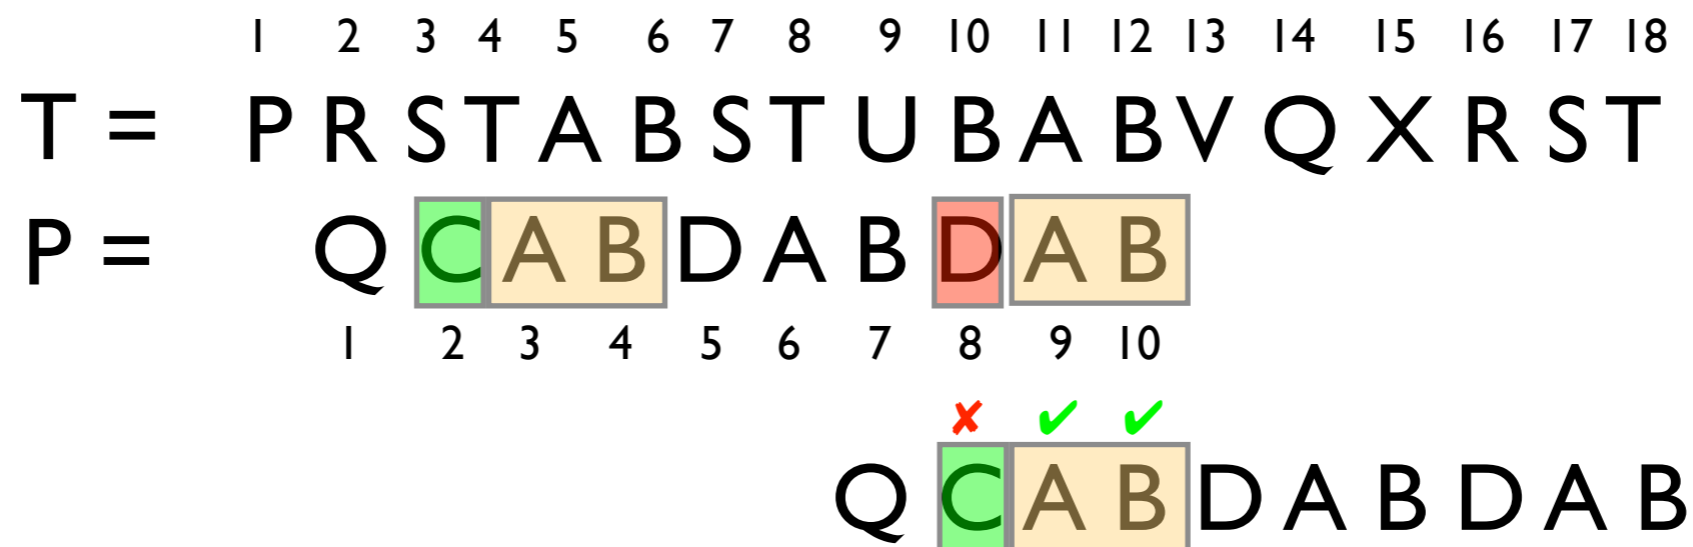 1 2 3 4 5 6 7 8 9 10 11 12 13 14 15 16 17 18
T = P R S T A B S T U B A B V Q X R S T
P = Q C A B D A B D A B
1 2 3 4 5 6 7 8 9 10
✘ ✔ ✔
Q C A B D A B D A B